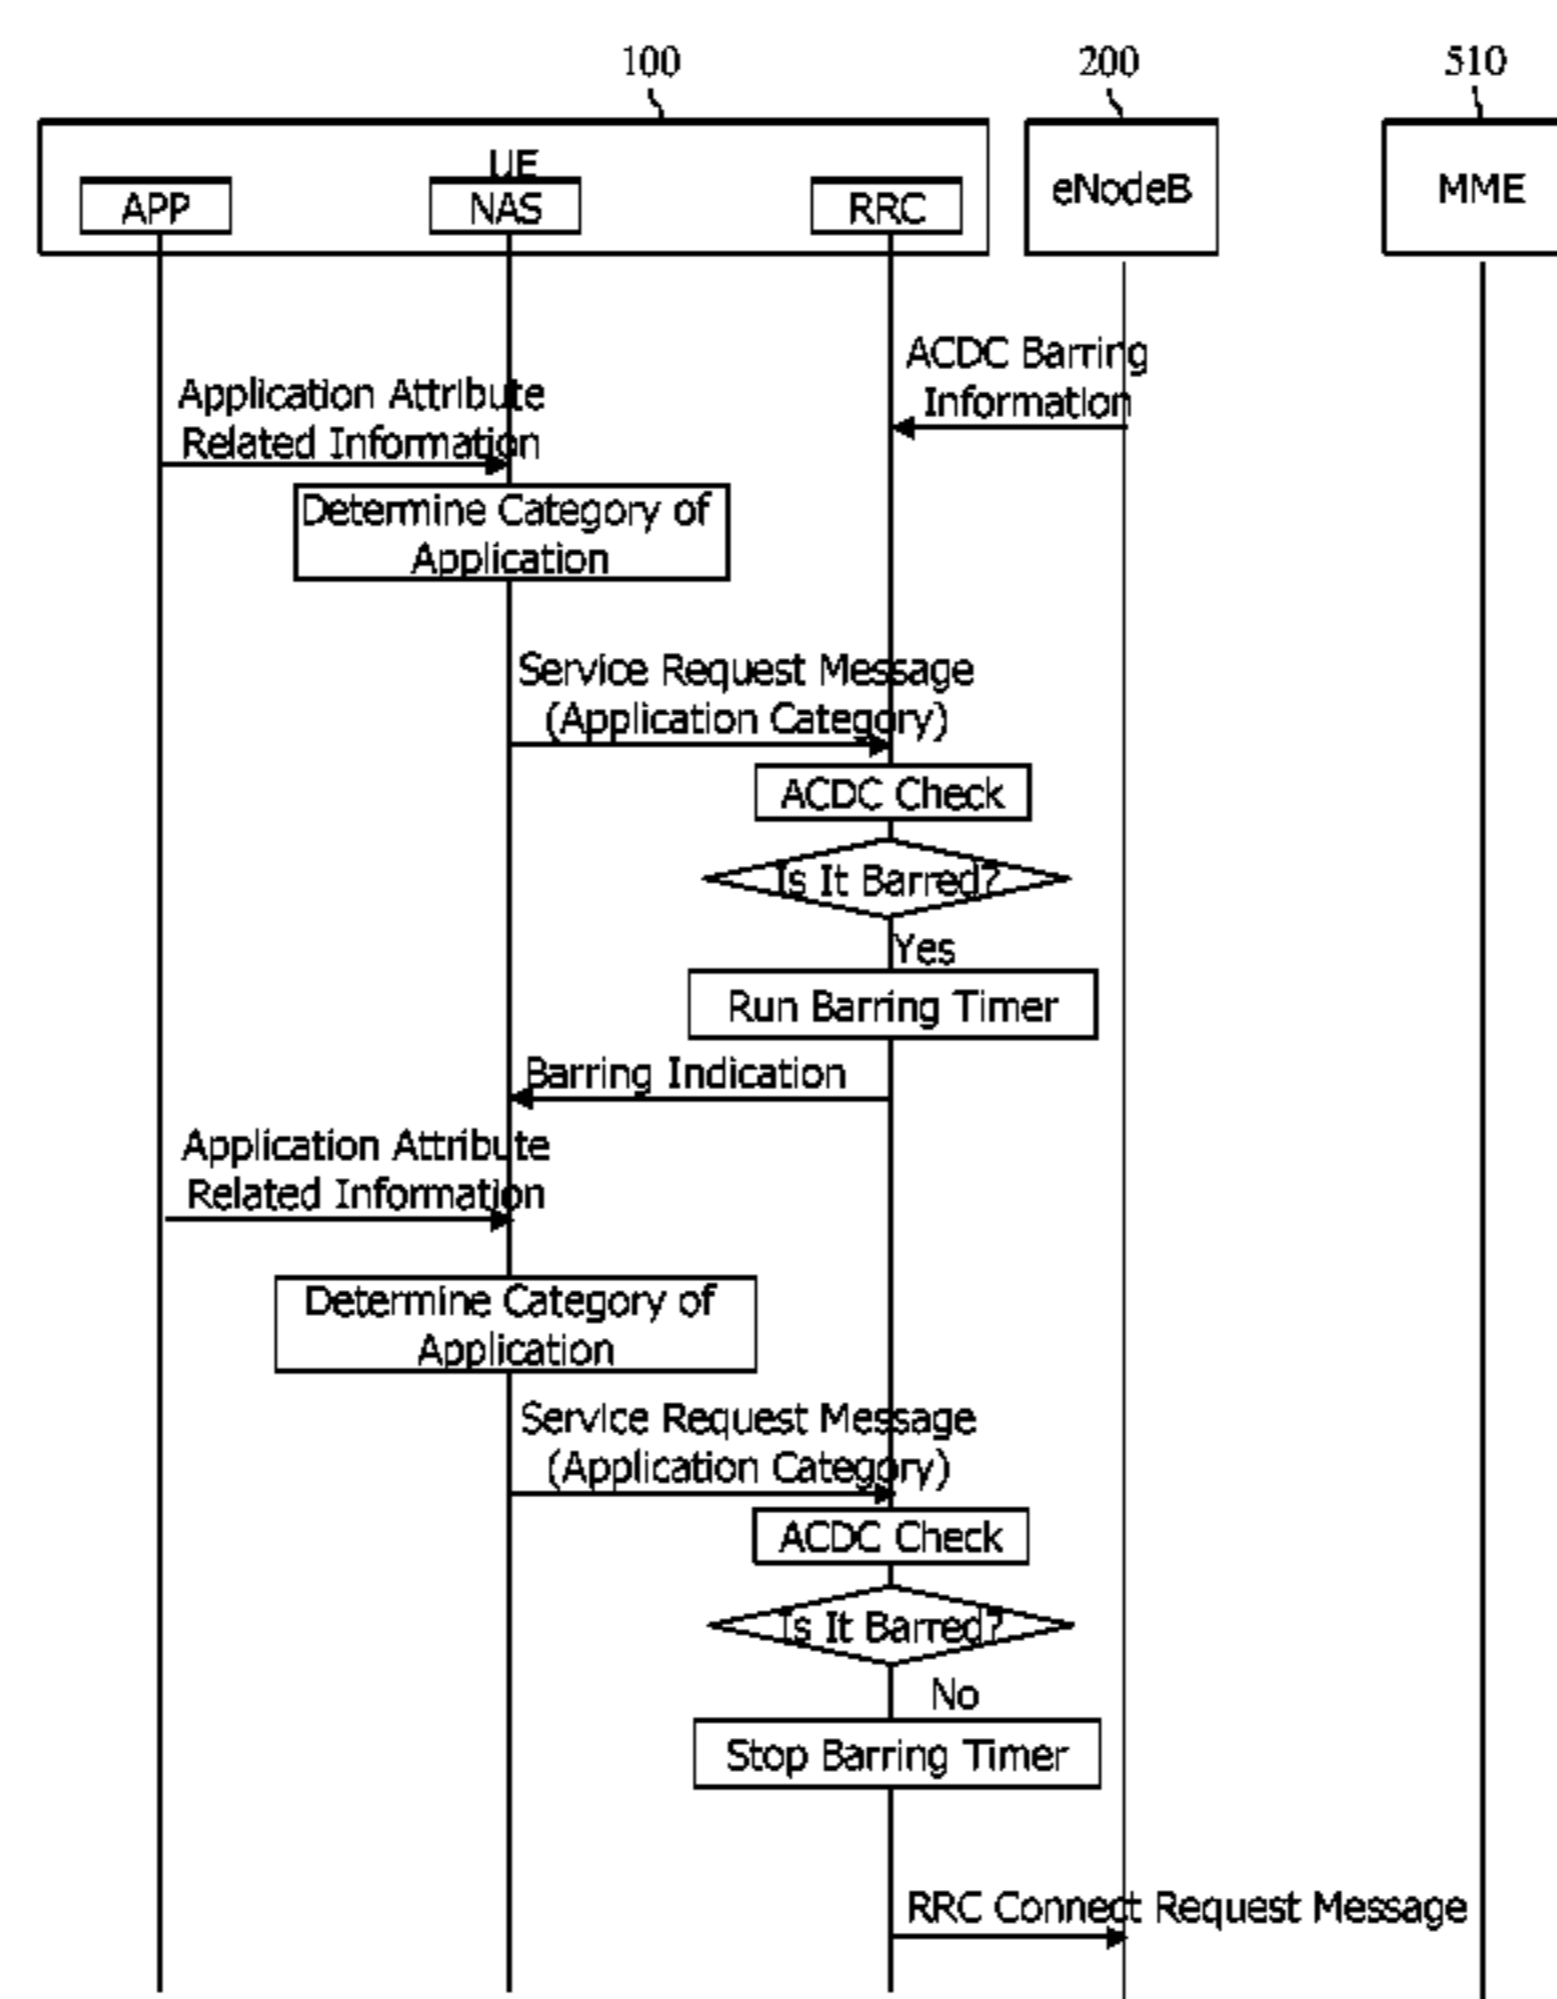 100
200
510
UE
APP
NAS
RRC
eNodeB
MME
ACDC Barring
Information
Application Attribute
Related Information
Determine Category of
Application
Service Request Message
(Application Category)
ACDC Check
Is It Barred?
Yes
Run Barring Timer
Barring Indication
Application Attribute
Related Information
Determine Category of
Application
Service Request Message
(Application Category)
ACDC Check
Is It Barred?
No
Stop Barring Timer
RRC Connect Request Message